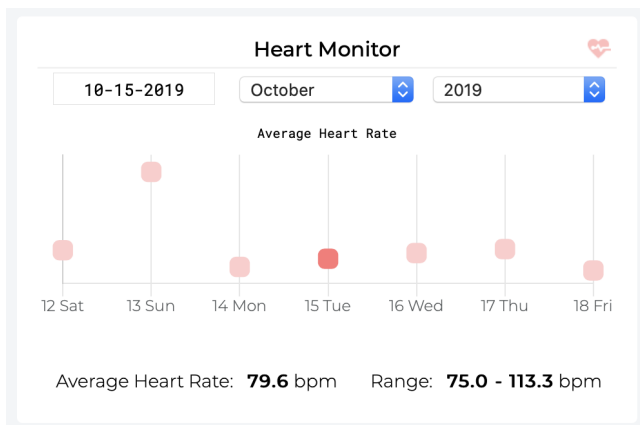 Heart Monitor
10-15-2019 October 2019
Average Heart Rate
12 Sat 13 Sun 14 Mon 15 Tue 16 Wed 17 Thu 18 Fri
Average Heart Rate: 79.6 bpm Range: 75.0 - 113.3 bpm